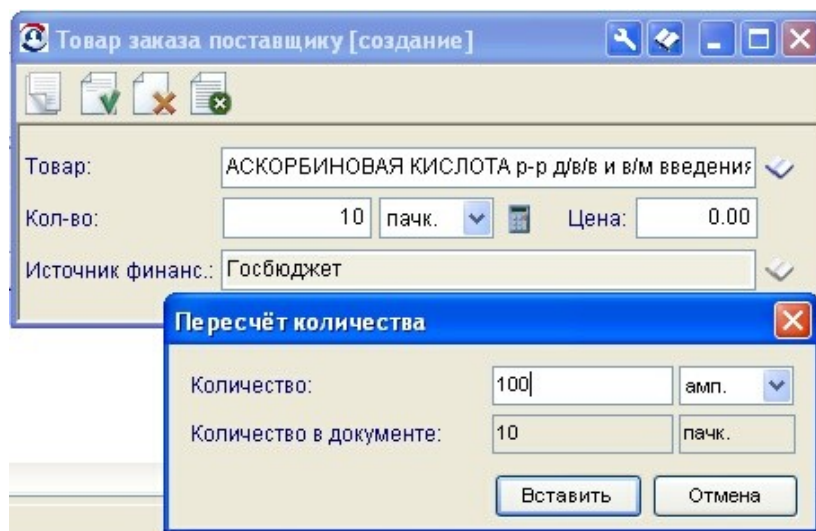 Товар заказа поставщику [создание]
Товар: АСКОРБИНОВАЯ КИСЛОТА р-р д/в/в и в/м введения
Кол-во: 10 пачк. Цена: 0.00
Источник финанс.: Госбюджет
Пересчёт количества
Количество: 100 амп.
Количество в документе: 10 пачк.
Вставить Отмена